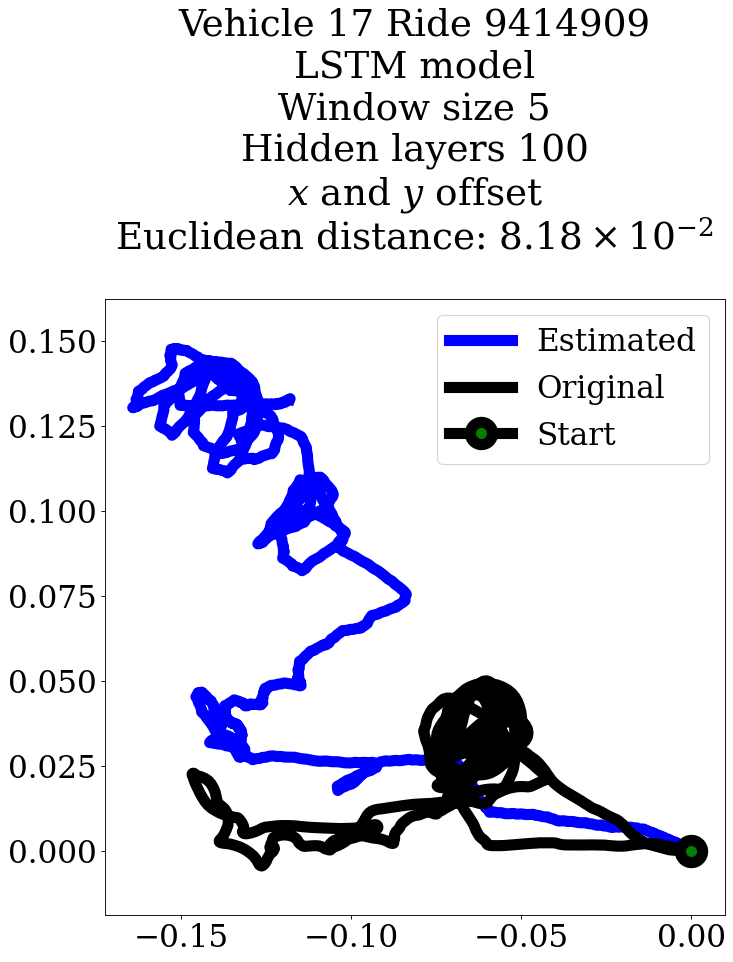 Vehicle 17 Ride 9414909
LSTM model
Window size 5
Hidden layers 100
x and y offset
Euclidean distance: 8.18 × 10⁻²
Estimated
Original
Start
0.150
0.125
0.100
0.075
0.050
0.025
0.000
−0.15 −0.10 −0.05 0.00